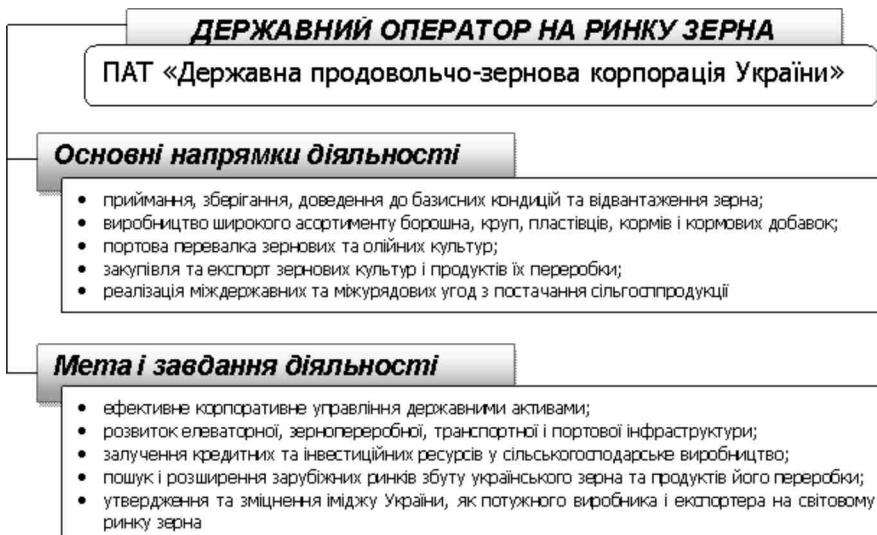 ДЕРЖАВНИЙ ОПЕРАТОР НА РИНКУ ЗЕРНА
ПАТ «Державна продовольчо-зернова корпорація України»
Основні напрямки діяльності
• приймання, зберігання, доведення до базисних кондицій та відвантаження зерна;
• виробництво широкого асортименту борошна, круп, пластівців, кормів і кормових добавок;
• портова перевалка зернових та олійних культур;
• закупівля та експорт зернових культур і продуктів їх переробки;
• реалізація міждержавних та міжурядових угод з постачання сільгосппродукції
Мета і завдання діяльності
• ефективне корпоративне управління державними активами;
• розвиток елеваторної, зернопереробної, транспортної і портової інфраструктури;
• залучення кредитних та інвестиційних ресурсів у сільськогосподарське виробництво;
• пошук і розширення зарубіжних ринків збуту українського зерна та продуктів його переробки;
• утвердження та зміцнення іміджу України, як потужного виробника і експортера на світовому
ринку зерна